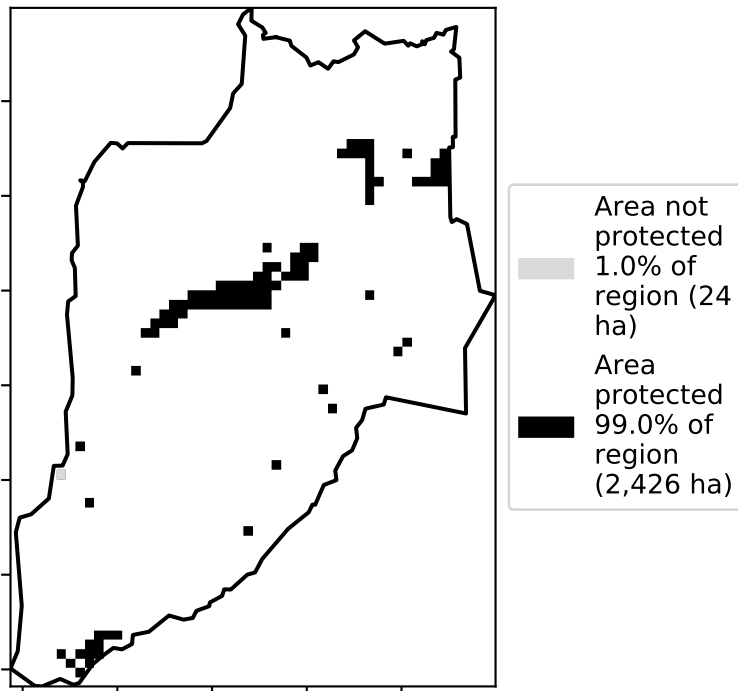 Area not
protected
1.0% of
region (24
ha)
Area
protected
99.0% of
region
(2,426 ha)